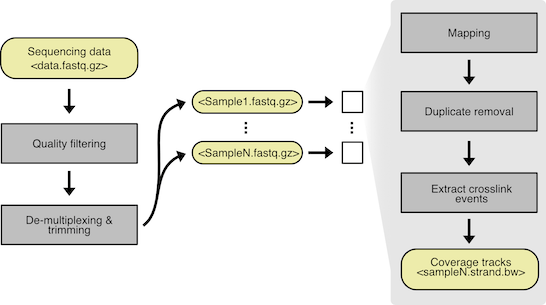 Sequencing data
<data.fastq.gz>
Quality filtering
De-multiplexing &
trimming
<Sample1.fastq.gz>
<SampleN.fastq.gz>
Mapping
Duplicate removal
Extract crosslink
events
Coverage tracks
<sampleN.strand.bw>